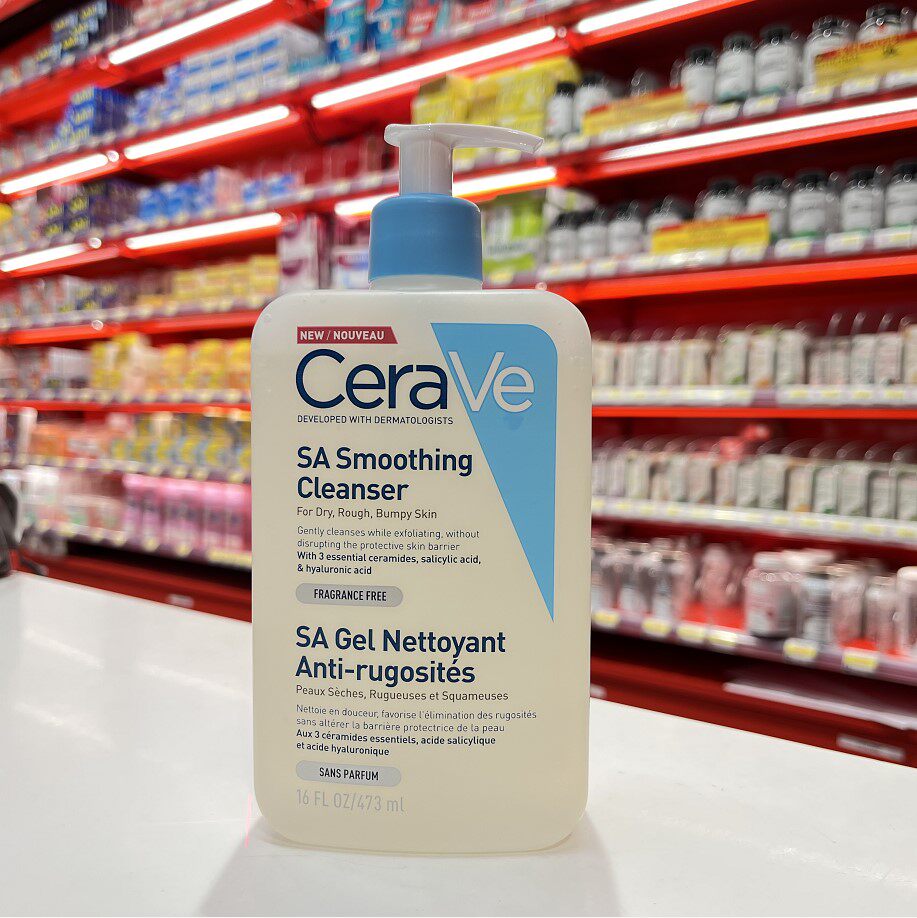 NEW / NOUVEAU
CeraVe
DEVELOPED WITH DERMATOLOGISTS
SA Smoothing
Cleanser
For Dry, Rough, Bumpy Skin
Gently cleanses while exfoliating, without
disrupting the protective skin barrier
With 3 essential ceramides, salicylic acid,
& hyaluronic acid
FRAGRANCE FREE
SA Gel Nettoyant
Anti-rugosités
Peaux Sèches, Rugueuses et Squameuses
Nettoie en douceur, favorise l'élimination des rugosités
sans altérer la barrière protectrice de la peau
Aux 3 céramides essentiels, acide salicylique
et acide hyaluronique
SANS PARFUM
16 FL OZ/473 ml